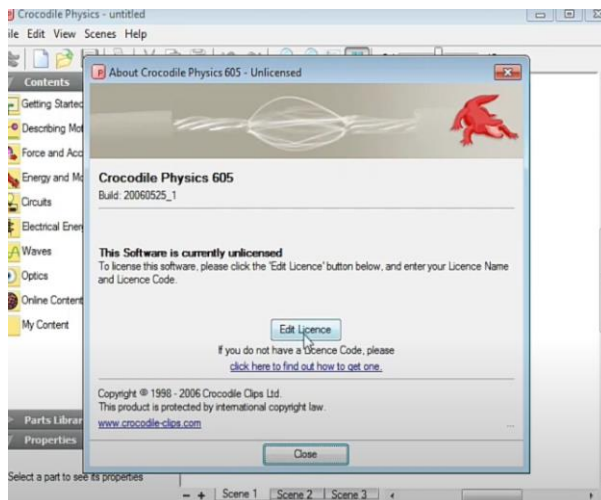 Crocodile Physics - untitled
File Edit View Scenes Help
Contents
Getting Started
Describing Mot
Force and Acc
Energy and Mo
Circuits
Electrical Ener
Waves
Optics
Online Content
My Content
Parts Librar
Properties
Select a part to see its properties
About Crocodile Physics 605 - Unlicensed
Crocodile Physics 605
Build: 20060525_1
This Software is currently unlicensed
To license this software, please click the 'Edit Licence' button below, and enter your Licence Name
and Licence Code.
Edit Licence
If you do not have a Licence Code, please
click here to find out how to get one.
Copyright © 1998 - 2006 Crocodile Clips Ltd.
This product is protected by international copyright law.
www.crocodile-clips.com
...
Close
Scene 1 Scene 2 Scene 3